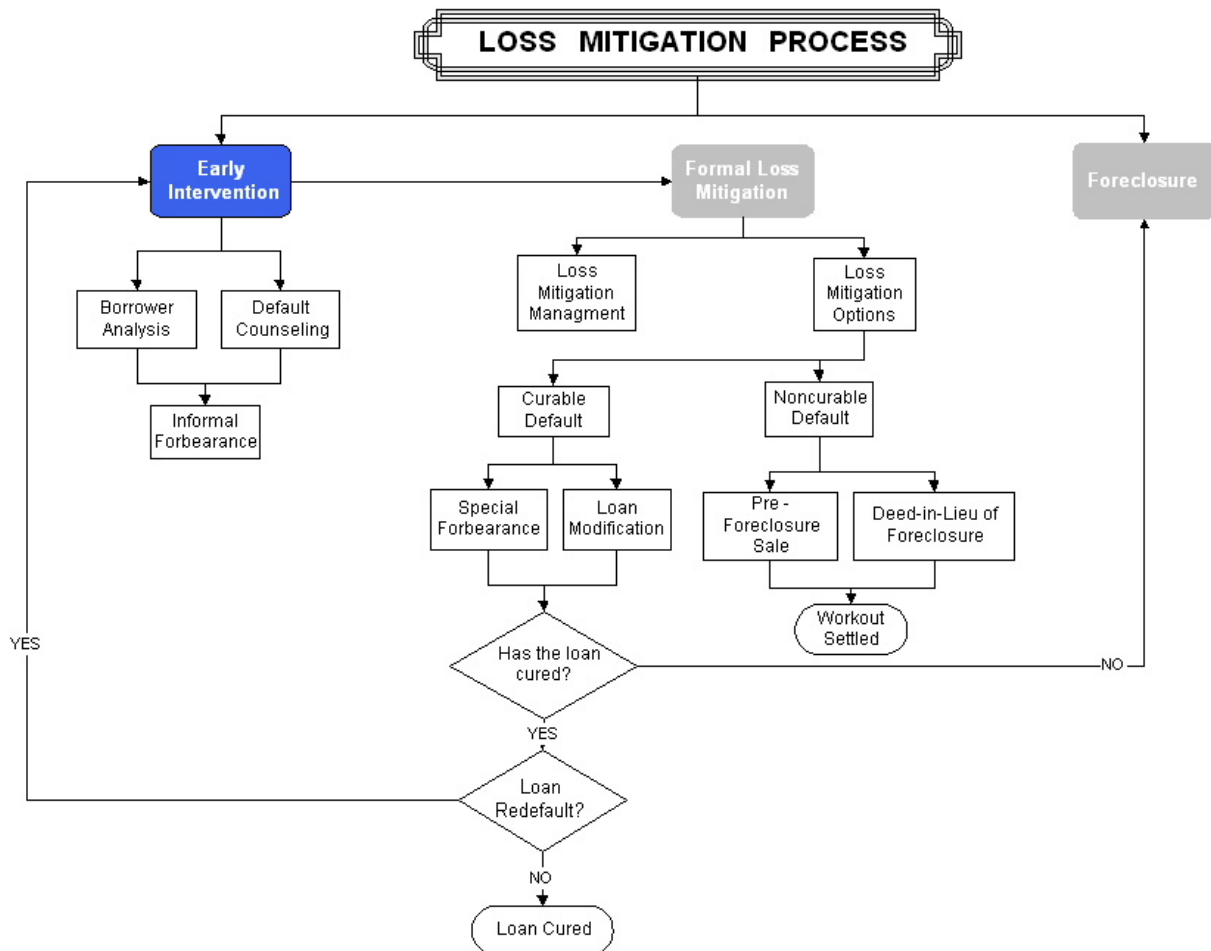 LOSS MITIGATION PROCESS
Early
Intervention
Formal Loss
Mitigation
Foreclosure
Borrower
Analysis
Default
Counseling
Informal
Forbearance
Loss
Mitigation
Managment
Loss
Mitigation
Options
Curable
Default
Noncurable
Default
Special
Forbearance
Loan
Modification
Pre -
Foreclosure
Sale
Deed-in-Lieu of
Foreclosure
Workout
Settled
Has the loan
cured?
NO
YES
YES
Loan
Redefault?
NO
Loan Cured